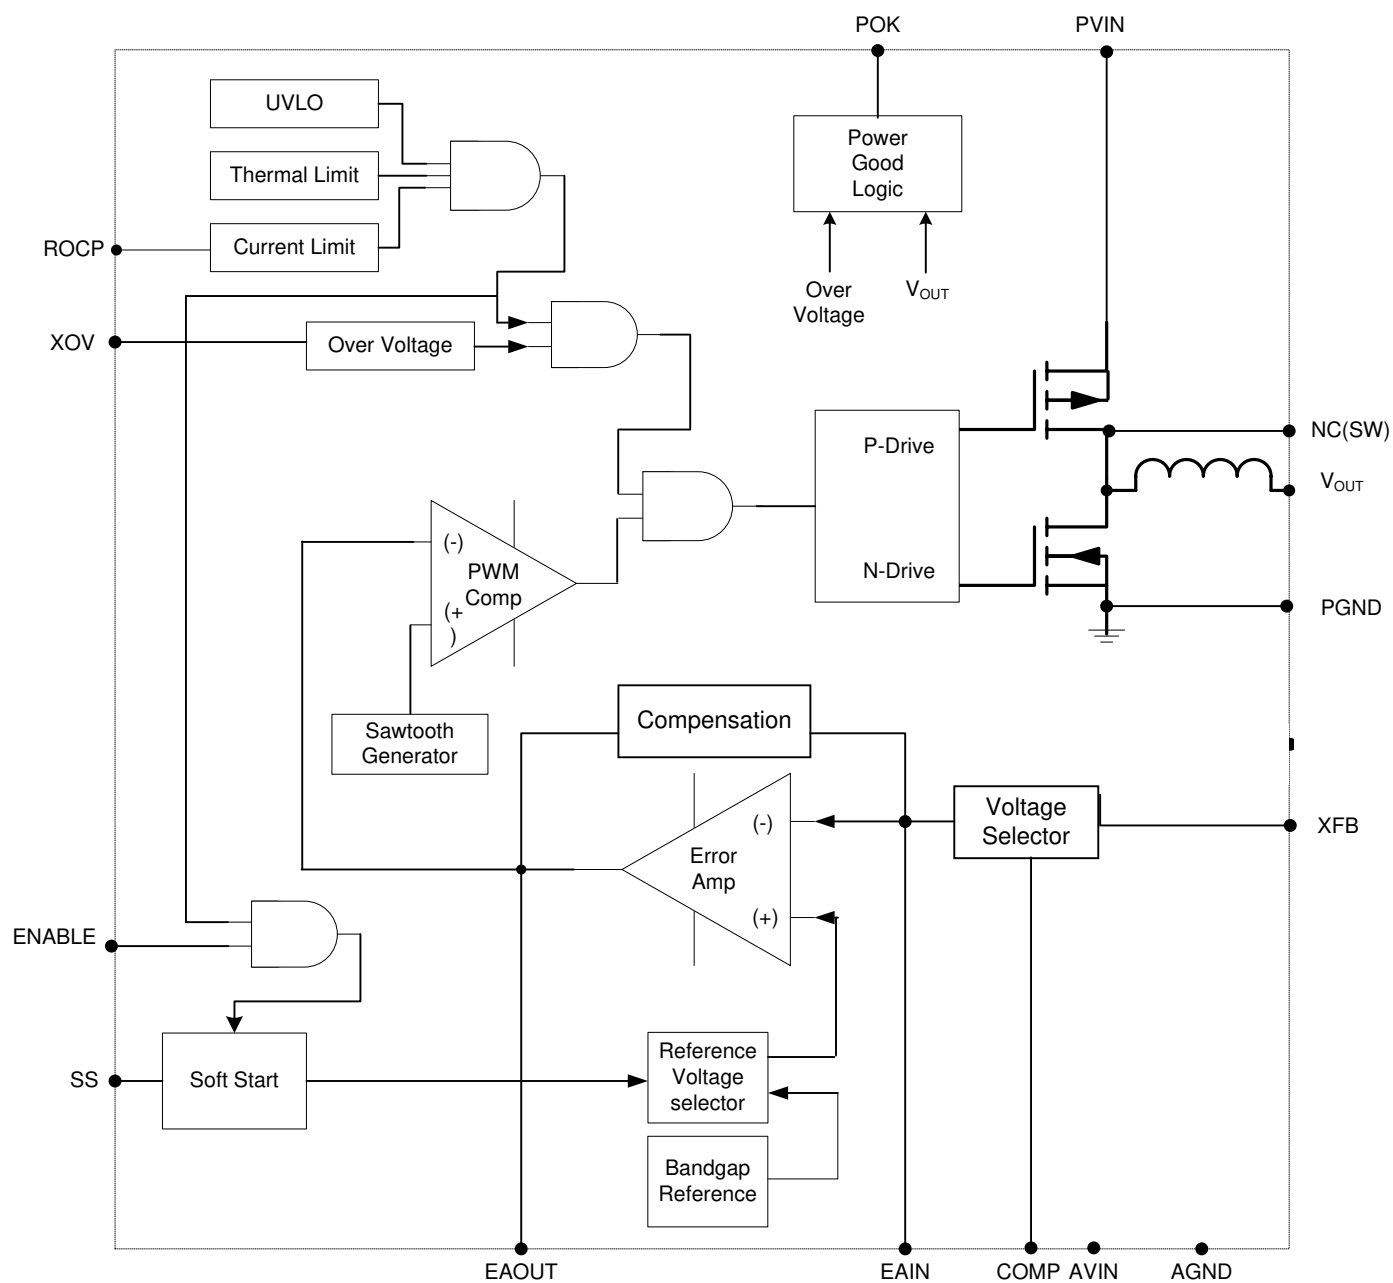 POK
PVIN
UVLO
Thermal Limit
Current Limit
ROCP
Power
Good
Logic
Over
Voltage
VOUT
XOV
Over Voltage
P-Drive
N-Drive
NC(SW)
VOUT
PGND
(-)
PWM
Comp
(+
)
Sawtooth
Generator
Compensation
Voltage
Selector
XFB
(-)
Error
Amp
(+)
ENABLE
SS
Soft Start
Reference
Voltage
selector
Bandgap
Reference
EAOUT
EAIN
COMP
AVIN
AGND